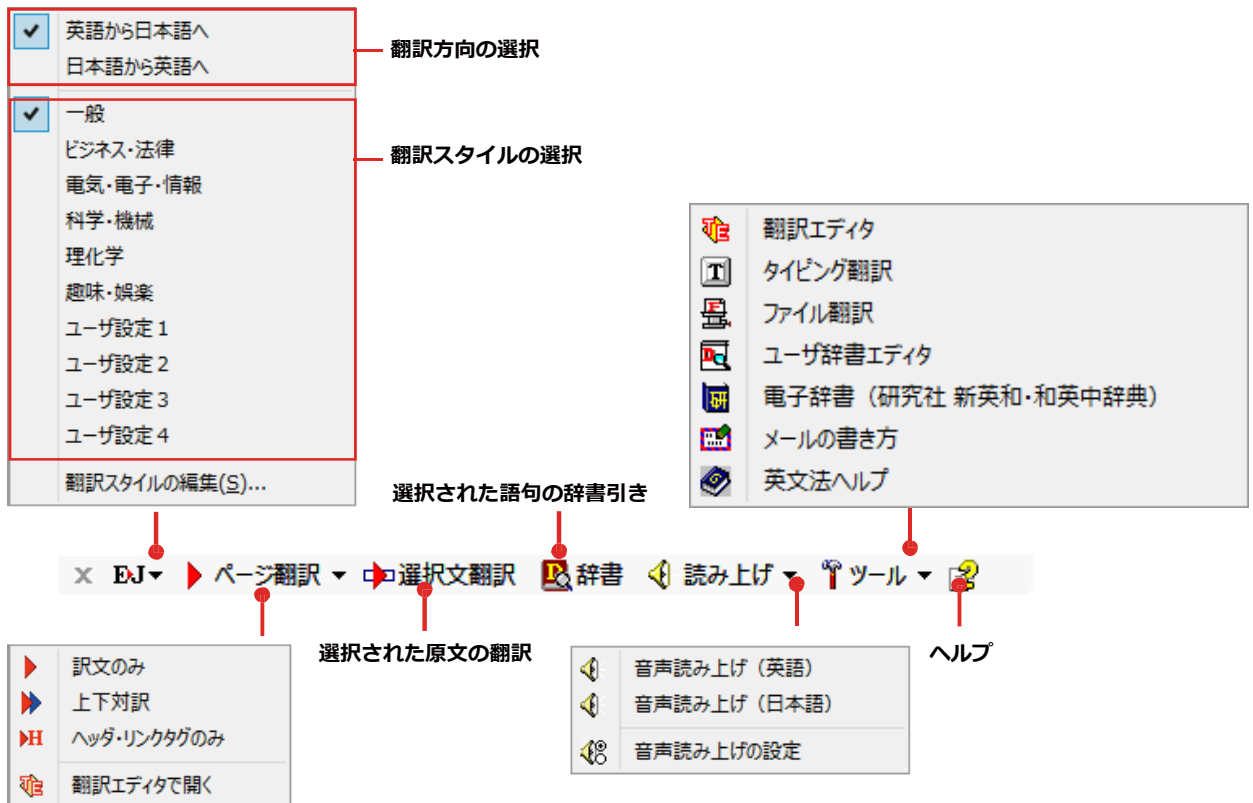 英語から日本語へ
日本語から英語へ
翻訳方向の選択
一般
ビジネス・法律
電気・電子・情報
科学・機械
理化学
趣味・娯楽
ユーザ設定1
ユーザ設定2
ユーザ設定3
ユーザ設定4
翻訳スタイルの編集(S)...
翻訳スタイルの選択
翻訳エディタ
タイピング翻訳
ファイル翻訳
ユーザ辞書エディタ
電子辞書（研究社 新英和・和英中辞典）
メールの書き方
英文法ヘルプ
選択された語句の辞書引き
x EJ ページ翻訳 選択文翻訳 辞書 読み上げ ツール
選択された原文の翻訳
ヘルプ
訳文のみ
上下対訳
H ヘッダ・リンクタグのみ
翻訳エディタで開く
音声読み上げ（英語）
音声読み上げ（日本語）
音声読み上げの設定